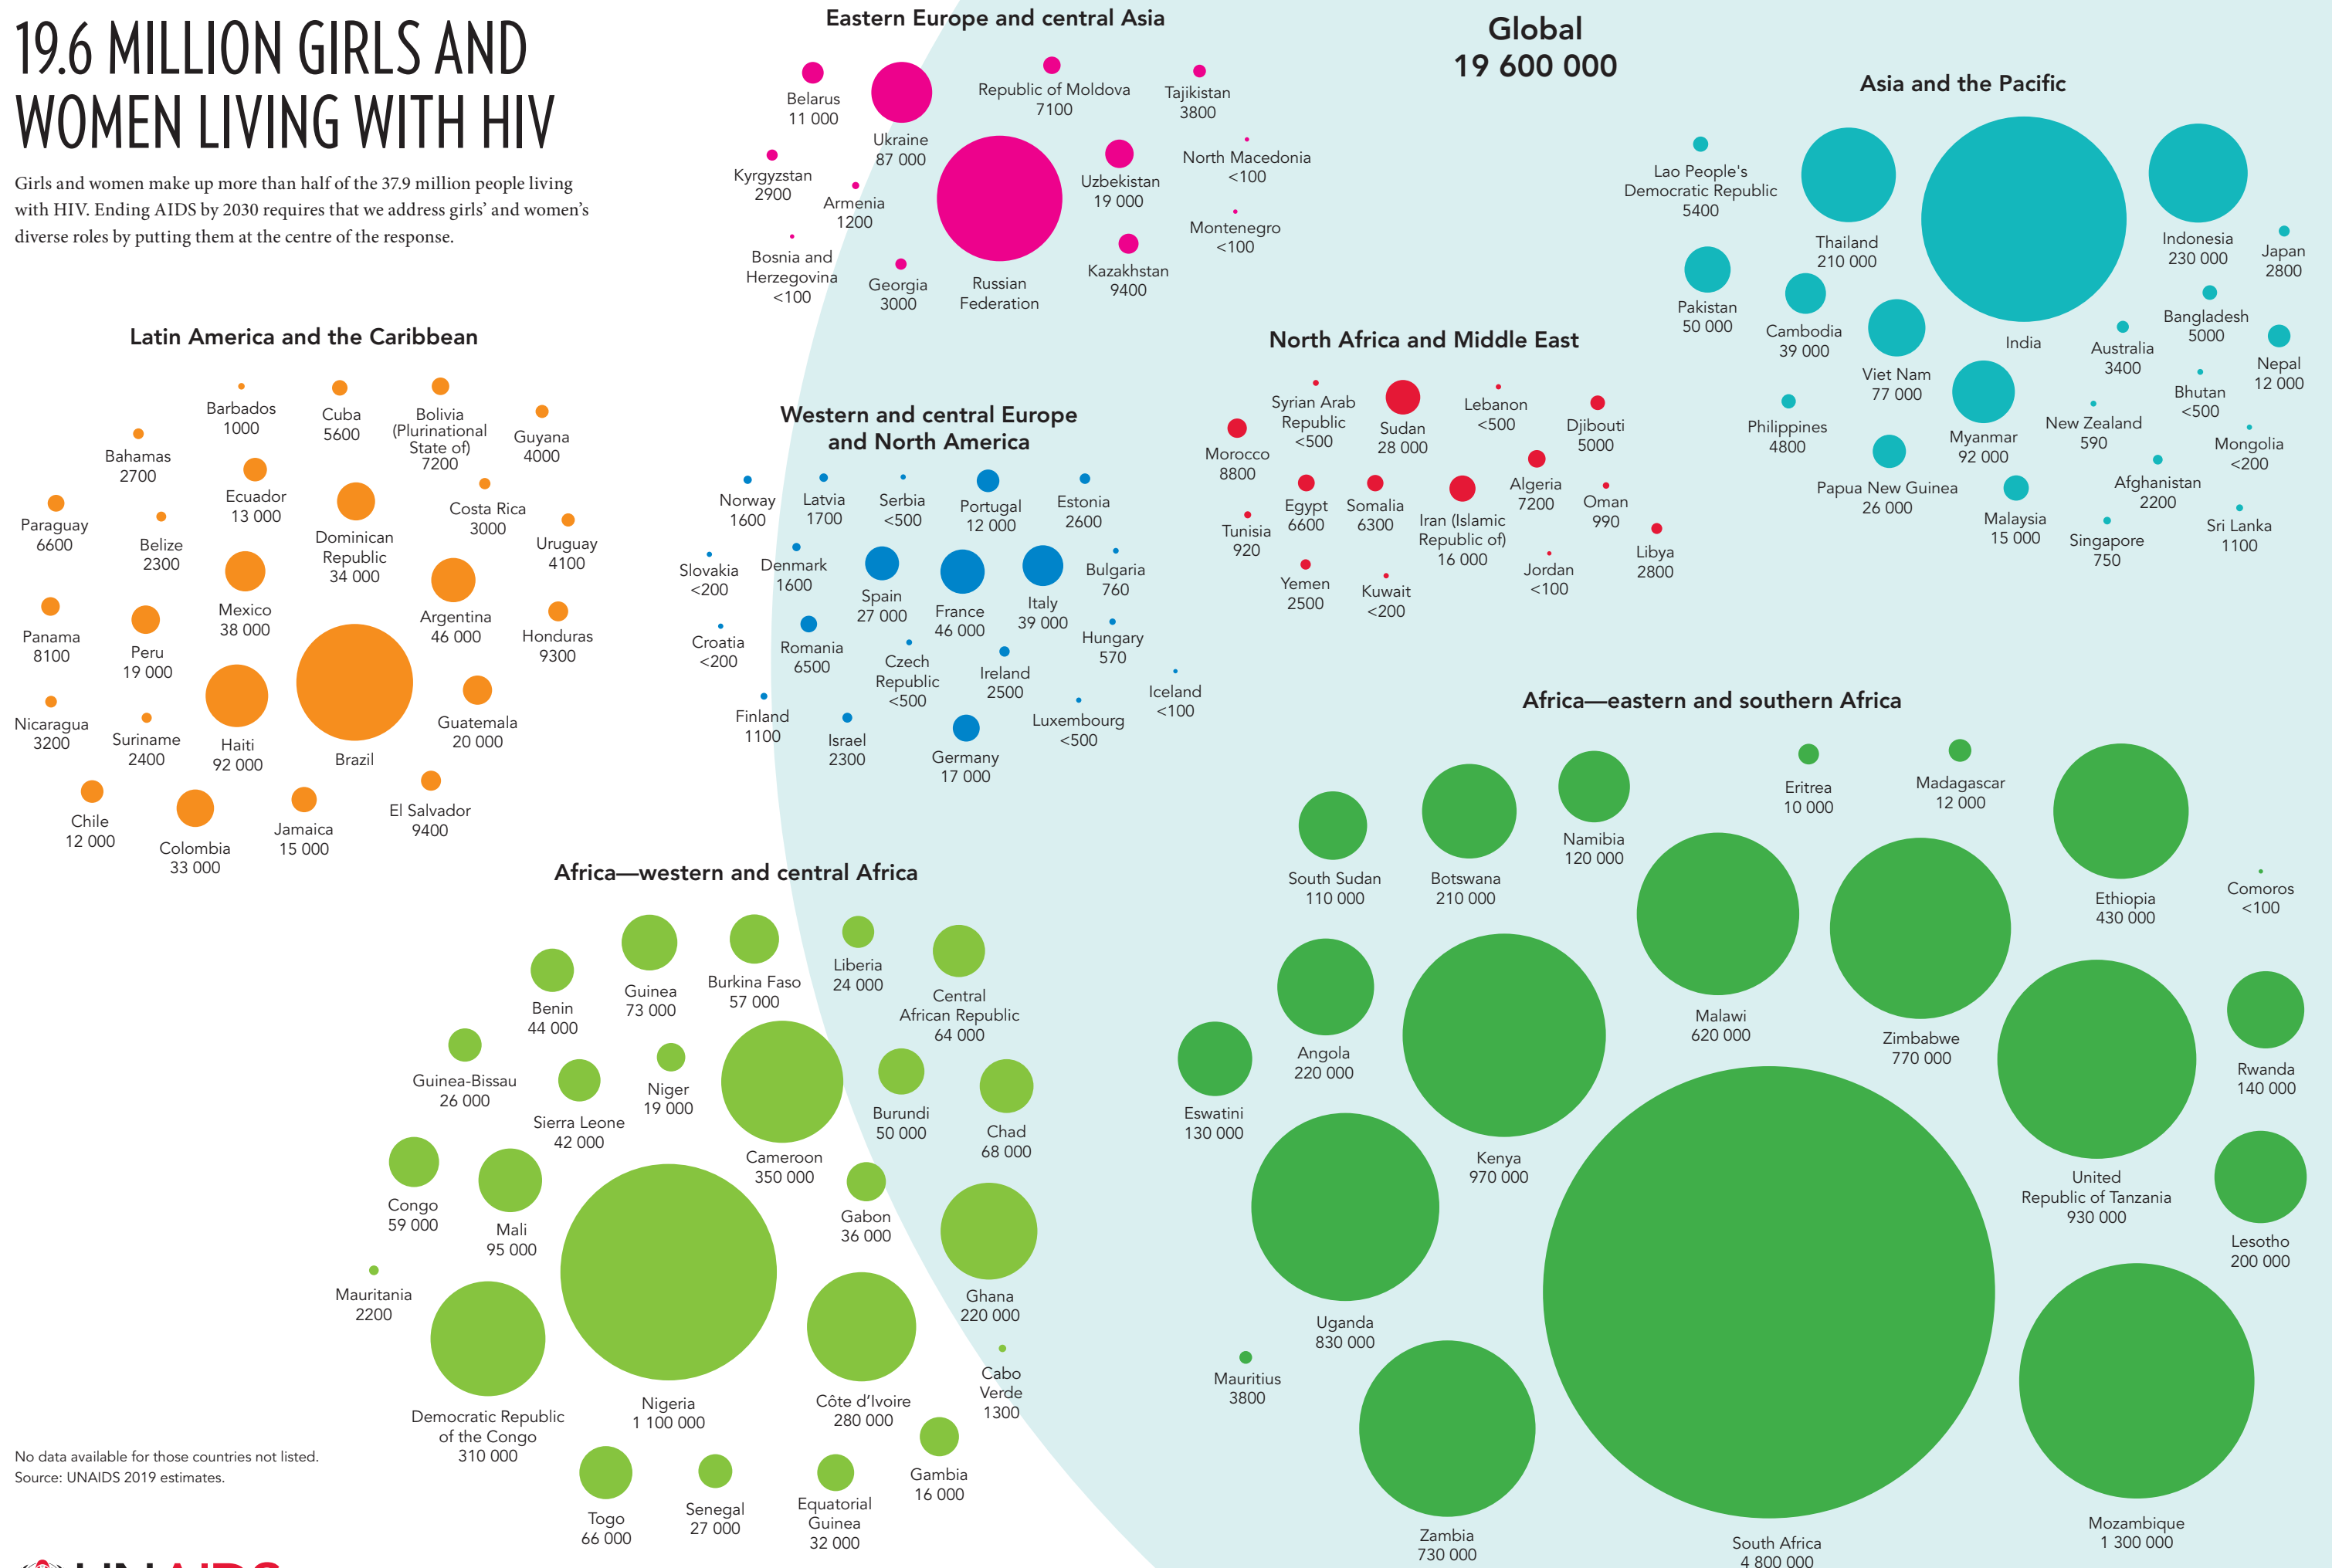 19.6 MILLION GIRLS AND
WOMEN LIVING WITH HIV
Girls and women make up more than half of the 37.9 million people living
with HIV. Ending AIDS by 2030 requires that we address girls’ and women’s
diverse roles by putting them at the centre of the response.
Global
19 600 000
Eastern Europe and central Asia
Belarus
11 000
Ukraine
87 000
Republic of Moldova
7100
Tajikistan
3800
Kyrgyzstan
2900
Armenia
1200
Uzbekistan
19 000
North Macedonia
<100
Montenegro
<100
Bosnia and
Herzegovina
<100
Georgia
3000
Russian
Federation
Kazakhstan
9400
Asia and the Pacific
Lao People's
Democratic Republic
5400
Thailand
210 000
India
Indonesia
230 000
Japan
2800
Pakistan
50 000
Cambodia
39 000
Viet Nam
77 000
Australia
3400
Bangladesh
5000
Nepal
12 000
Bhutan
<500
Philippines
4800
Myanmar
92 000
New Zealand
590
Mongolia
<200
Papua New Guinea
26 000
Malaysia
15 000
Afghanistan
2200
Singapore
750
Sri Lanka
1100
Latin America and the Caribbean
Barbados
1000
Cuba
5600
Bolivia
(Plurinational
State of)
7200
Guyana
4000
Bahamas
2700
Ecuador
13 000
Dominican
Republic
34 000
Costa Rica
3000
Paraguay
6600
Belize
2300
Uruguay
4100
Mexico
38 000
Argentina
46 000
Panama
8100
Peru
19 000
Honduras
9300
Nicaragua
3200
Suriname
2400
Haiti
92 000
Brazil
Guatemala
20 000
Chile
12 000
Colombia
33 000
Jamaica
15 000
El Salvador
9400
Western and central Europe
and North America
Norway
1600
Latvia
1700
Serbia
<500
Portugal
12 000
Estonia
2600
Slovakia
<200
Denmark
1600
Spain
27 000
France
46 000
Italy
39 000
Bulgaria
760
Croatia
<200
Romania
6500
Czech
Republic
<500
Ireland
2500
Hungary
570
Iceland
<100
Finland
1100
Israel
2300
Germany
17 000
Luxembourg
<500
North Africa and Middle East
Morocco
8800
Syrian Arab
Republic
<500
Sudan
28 000
Lebanon
<500
Djibouti
5000
Tunisia
920
Egypt
6600
Somalia
6300
Iran (Islamic
Republic of)
16 000
Algeria
7200
Oman
990
Libya
2800
Yemen
2500
Kuwait
<200
Jordan
<100
Africa—western and central Africa
Benin
44 000
Guinea
73 000
Burkina Faso
57 000
Liberia
24 000
Central
African Republic
64 000
Guinea-Bissau
26 000
Sierra Leone
42 000
Niger
19 000
Cameroon
350 000
Burundi
50 000
Chad
68 000
Congo
59 000
Mali
95 000
Gabon
36 000
Ghana
220 000
Mauritania
2200
Democratic Republic
of the Congo
310 000
Nigeria
1 100 000
Côte d’Ivoire
280 000
Cabo
Verde
1300
Togo
66 000
Senegal
27 000
Equatorial
Guinea
32 000
Gambia
16 000
Africa—eastern and southern Africa
South Sudan
110 000
Botswana
210 000
Namibia
120 000
Eritrea
10 000
Madagascar
12 000
Ethiopia
430 000
Comoros
<100
Eswatini
130 000
Angola
220 000
Kenya
970 000
Malawi
620 000
Zimbabwe
770 000
United
Republic of Tanzania
930 000
Rwanda
140 000
Lesotho
200 000
Uganda
830 000
Mauritius
3800
Zambia
730 000
South Africa
4 800 000
Mozambique
1 300 000
No data available for those countries not listed.
Source: UNAIDS 2019 estimates.
UNAIDS